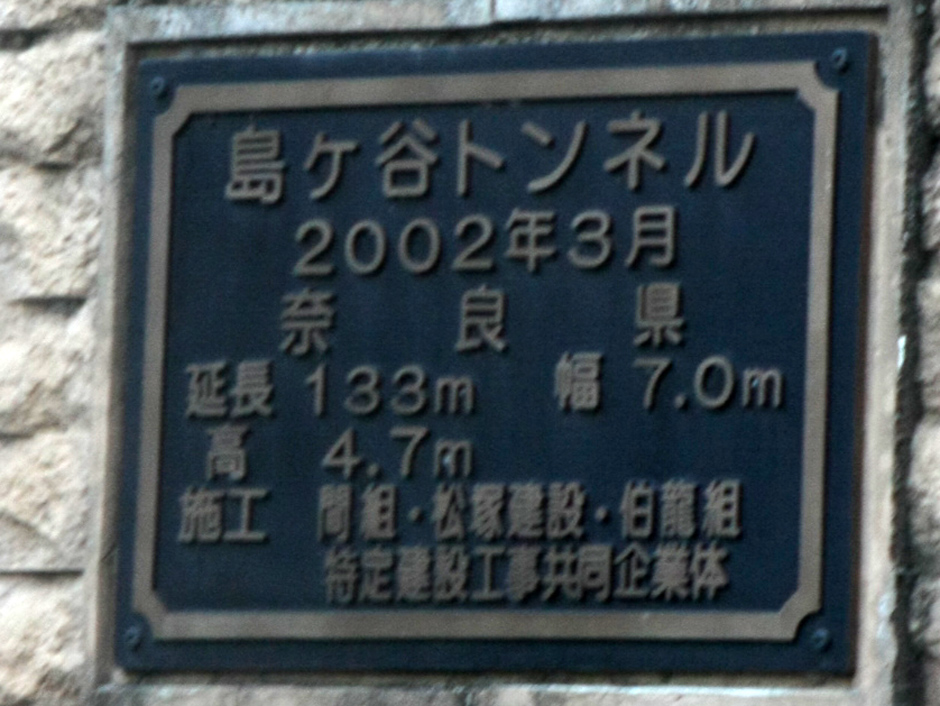 島ケ谷トンネル
2002年3月
奈良県
延長 133m 幅 7.0m
高 4.7m
施工 間組・松塚建設・伯龍組
特定建設工事共同企業体